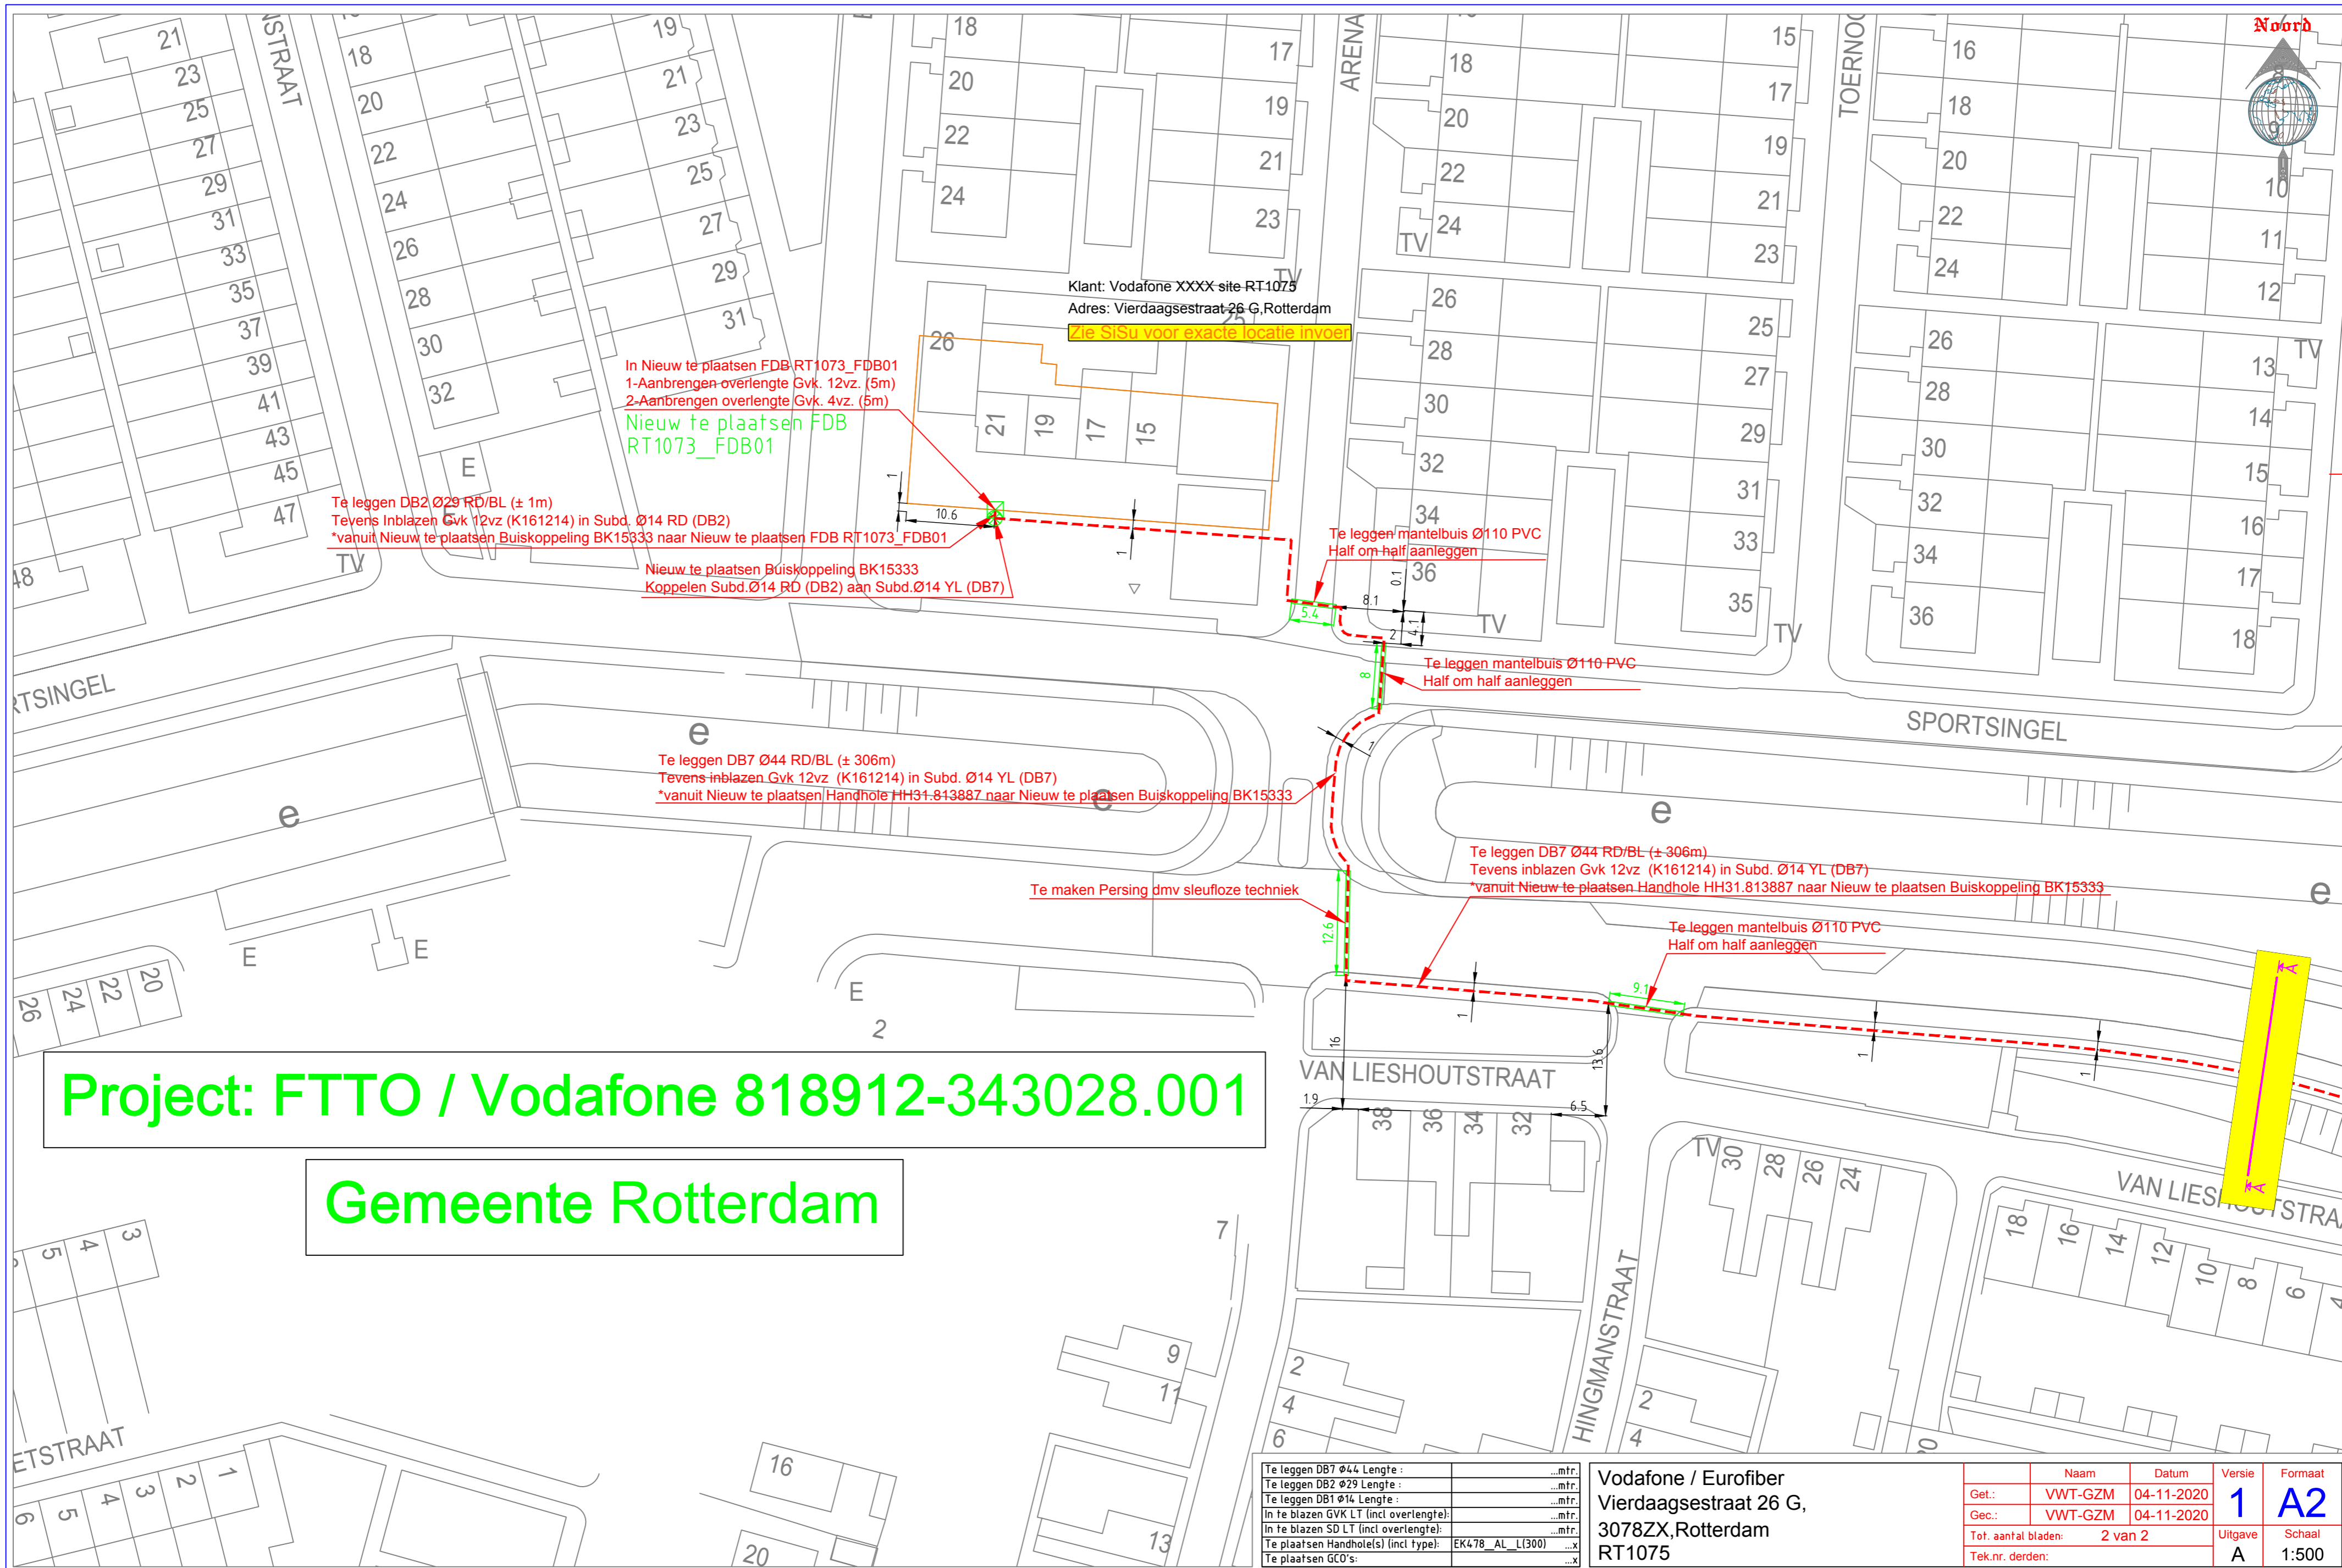 Noord
Klant: Vodafone XXXX site RT1075
Adres: Vierdaagsestraat 26 G,Rotterdam
Zie SiSu voor exacte locatie invoer
In Nieuw te plaatsen FDB RT1073_FDB01
1-Aanbrengen overlengte Gvk. 12vz. (5m)
2-Aanbrengen overlengte Gvk. 4vz. (5m)
Nieuw te plaatsen FDB
RT1073_FDB01
Te leggen DB2 Ø29 RD/BL (± 1m)
Tevens Inblazen Gvk 12vz (K161214) in Subd. Ø14 RD (DB2)
*vanuit Nieuw te plaatsen Buiskoppeling BK15333 naar Nieuw te plaatsen FDB RT1073_FDB01
Nieuw te plaatsen Buiskoppeling BK15333
Koppelen Subd.Ø14 RD (DB2) aan Subd.Ø14 YL (DB7)
Te leggen mantelbuis Ø110 PVC
Half om half aanleggen
Te leggen mantelbuis Ø110 PVC
Half om half aanleggen
SPORTSINGEL
Te leggen DB7 Ø44 RD/BL (± 306m)
Tevens inblazen Gvk 12vz (K161214) in Subd. Ø14 YL (DB7)
*vanuit Nieuw te plaatsen Handhole HH31.813887 naar Nieuw te plaatsen Buiskoppeling BK15333
Te leggen DB7 Ø44 RD/BL (± 306m)
Tevens inblazen Gvk 12vz (K161214) in Subd. Ø14 YL (DB7)
*vanuit Nieuw te plaatsen Handhole HH31.813887 naar Nieuw te plaatsen Buiskoppeling BK15333
Te maken Persing dmv sleufloze techniek
Te leggen mantelbuis Ø110 PVC
Half om half aanleggen
VAN LIESHOUTSTRAAT
HINGMANSTRAAT
Project: FTTO / Vodafone 818912-343028.001
Gemeente Rotterdam
Te leggen DB7 Ø44 Lengte : ...mtr.
Te leggen DB2 Ø29 Lengte : ...mtr.
Te leggen DB1 Ø14 Lengte : ...mtr.
In te blazen GVK LT (incl overlengte): ...mtr.
In te blazen SD LT (incl overlengte): ...mtr.
Te plaatsen Handhole(s) (incl type): EK478_AL_L(300) ...x
Te plaatsen GCO's: ...x
Vodafone / Eurofiber
Vierdaagsestraat 26 G,
3078ZX,Rotterdam
RT1075
Naam Datum Versie Formaat
Get.: VWT-GZM 04-11-2020 1 A2
Gec.: VWT-GZM 04-11-2020
Tot. aantal bladen: 2 van 2 Uitgave Schaal
Tek.nr. derden: A 1:500